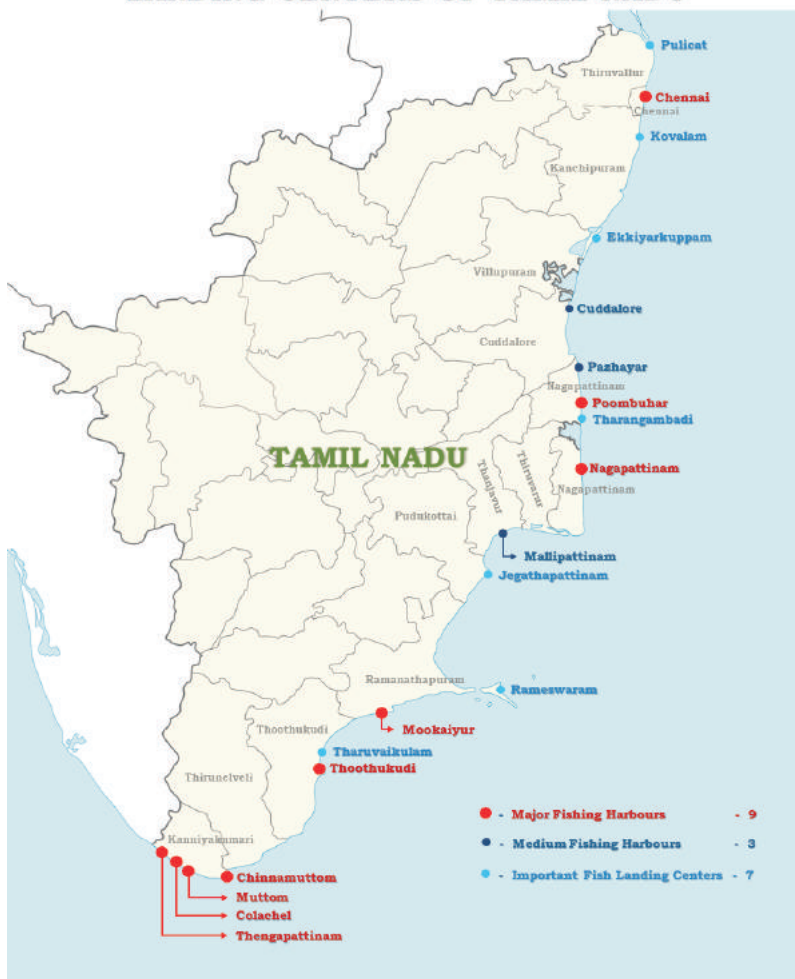 Pulicat
Thiruvallur
Chennai
Chennai
Kovalam
Kanchipuram
Ekkiyarkuppam
Villupuram
Cuddalore
Cuddalore
Pazhayar
Nagapattinam
Poombuhar
Tharangambadi
TAMIL NADU
Nagapattinam
Thanjavur
Thiruvarur
Nagapattinam
Pudukottai
Mallipattinam
Jegathapattinam
Ramanathapuram
Rameswaram
Mookaiyur
Thoothukudi
Tharuvaikulam
Thoothukudi
Thirunelveli
- Major Fishing Harbours - 9
- Medium Fishing Harbours - 3
- Important Fish Landing Centers - 7
Kanniyakumari
Chinnamuttom
Muttom
Colachel
Thengapattinam